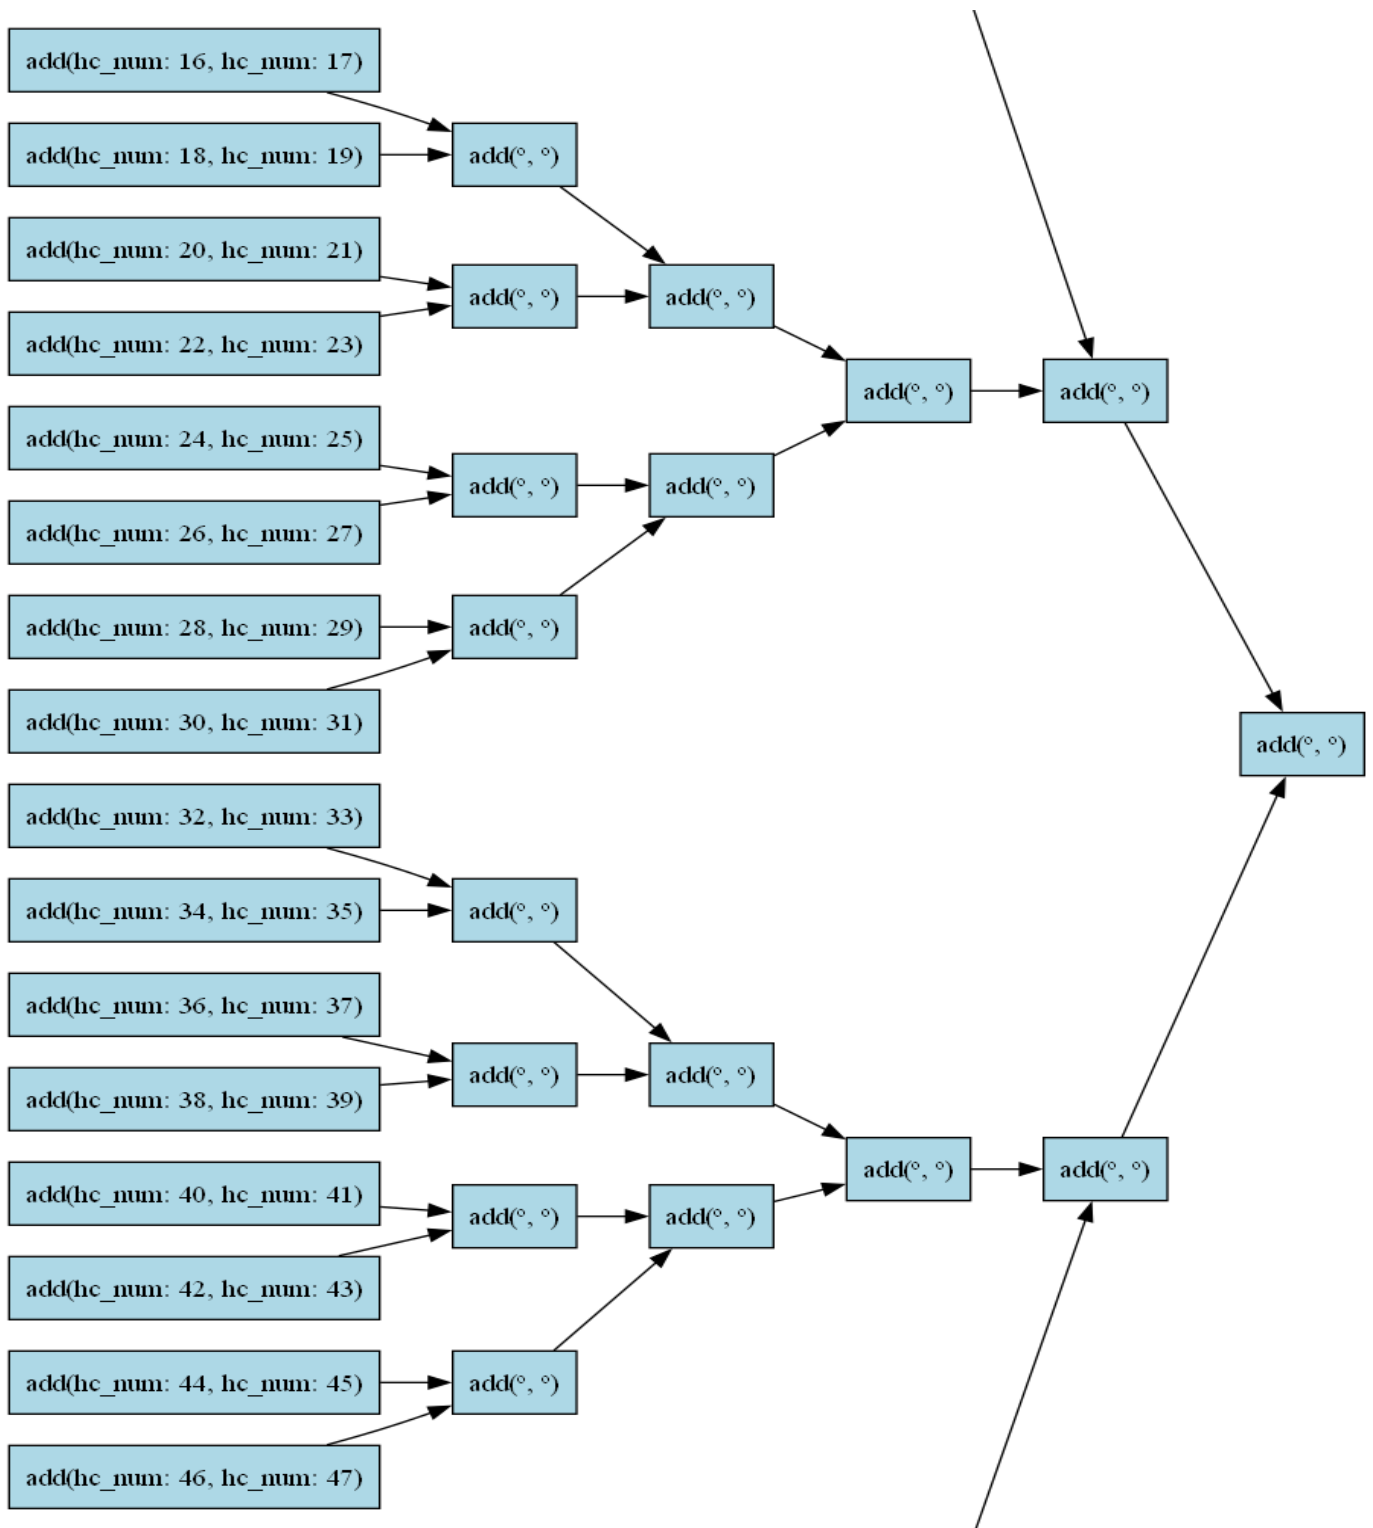 add(hc_num: 16, hc_num: 17)
add(hc_num: 18, hc_num: 19)
add(°, °)
add(hc_num: 20, hc_num: 21)
add(°, °)
add(°, °)
add(hc_num: 22, hc_num: 23)
add(°, °)
add(°, °)
add(hc_num: 24, hc_num: 25)
add(°, °)
add(°, °)
add(hc_num: 26, hc_num: 27)
add(hc_num: 28, hc_num: 29)
add(°, °)
add(hc_num: 30, hc_num: 31)
add(°, °)
add(hc_num: 32, hc_num: 33)
add(hc_num: 34, hc_num: 35)
add(°, °)
add(hc_num: 36, hc_num: 37)
add(°, °)
add(°, °)
add(hc_num: 38, hc_num: 39)
add(°, °)
add(°, °)
add(hc_num: 40, hc_num: 41)
add(°, °)
add(°, °)
add(hc_num: 42, hc_num: 43)
add(hc_num: 44, hc_num: 45)
add(°, °)
add(hc_num: 46, hc_num: 47)